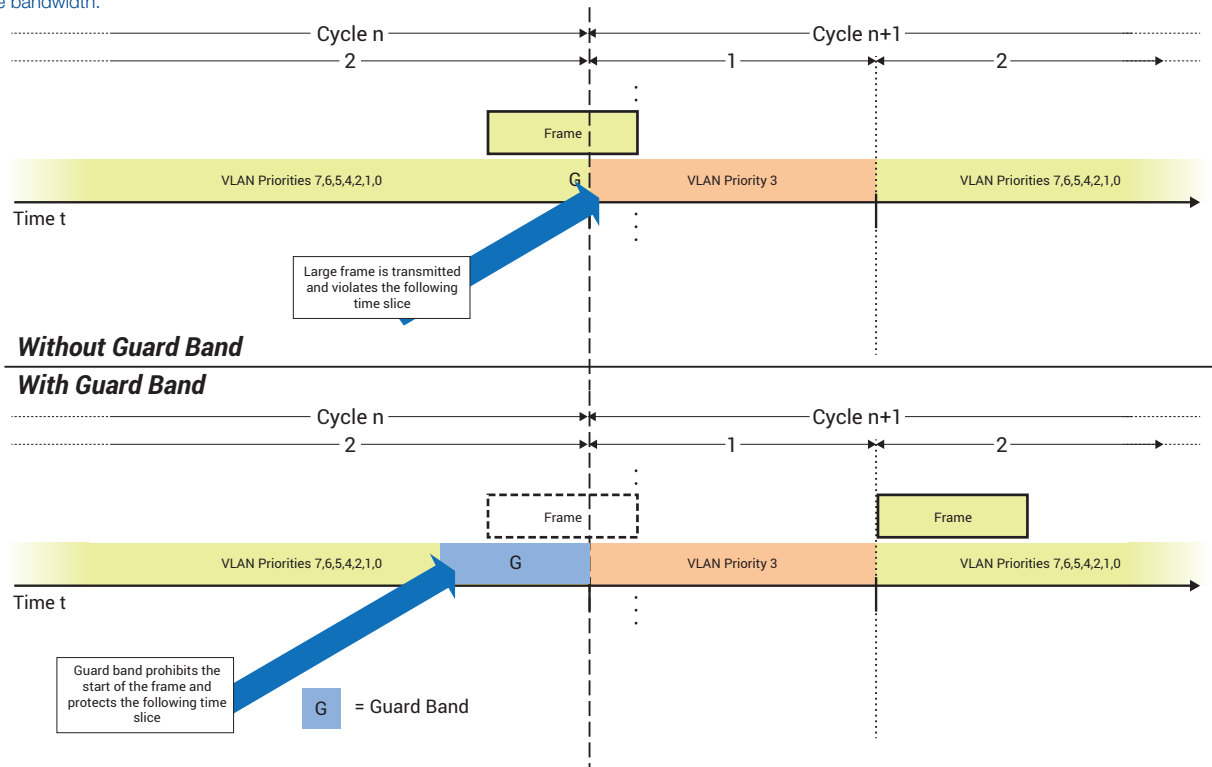 e bandwidth.
Cycle n
Cycle n+1
2
1
2
Frame
VLAN Priorities 7,6,5,4,2,1,0
G
VLAN Priority 3
VLAN Priorities 7,6,5,4,2,1,0
Time t
Large frame is transmitted
and violates the following
time slice
Without Guard Band
With Guard Band
Cycle n
Cycle n+1
2
1
2
Frame
Frame
VLAN Priorities 7,6,5,4,2,1,0
G
VLAN Priority 3
VLAN Priorities 7,6,5,4,2,1,0
Time t
Guard band prohibits the
start of the frame and
protects the following time
slice
G = Guard Band